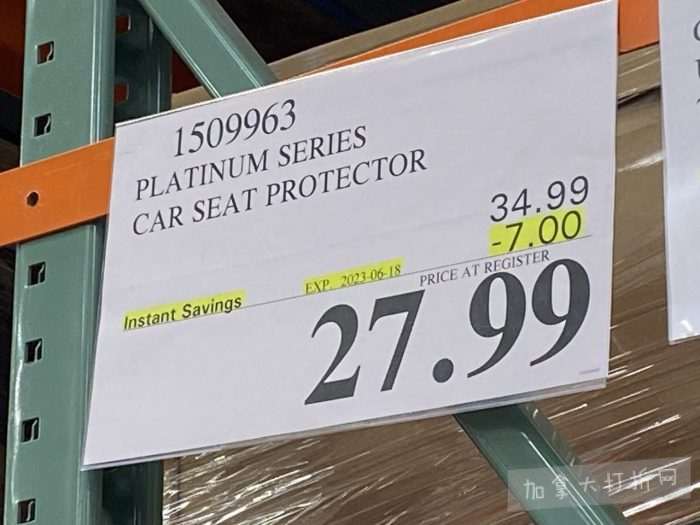 1509963
PLATINUM SERIES
CAR SEAT PROTECTOR
34.99
-7.00
Instant Savings EXP. 2023-06-18 PRICE AT REGISTER
27.99
加拿大打折网